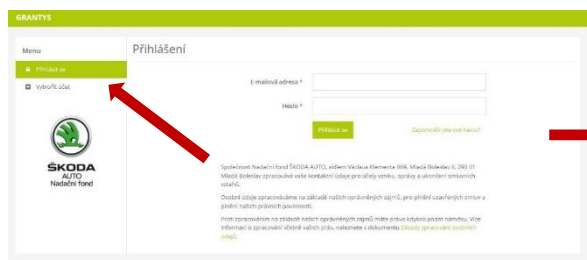 GRANTYS
Menu
Přihlásit se
Vytvořit účet
ŠKODA
AUTO
Nadační fond
Přihlášení
E-mailová adresa *
Heslo *
Přihlásit se
Zapomněli jste své heslo?
Společnost Nadační fond ŠKODA AUTO, sídlem Václava Klementa 869, Mladá Boleslav II, 293 01
Mladá Boleslav zpracovává vaše kontaktní údaje pro účely vzniku, správy a ukončení smluvních
vztahů.
Osobní údaje zpracováváme na základě našich oprávněných zájmů, pro plnění uzavřených smluv a
plnění našich právních povinností.
Proti zpracováním na základě našich oprávněných zájmů máte právo kdykoli podat námitku. Více
informací o zpracování včetně vašich práv, naleznete v dokumentu Zásady zpracování osobních
údajů.